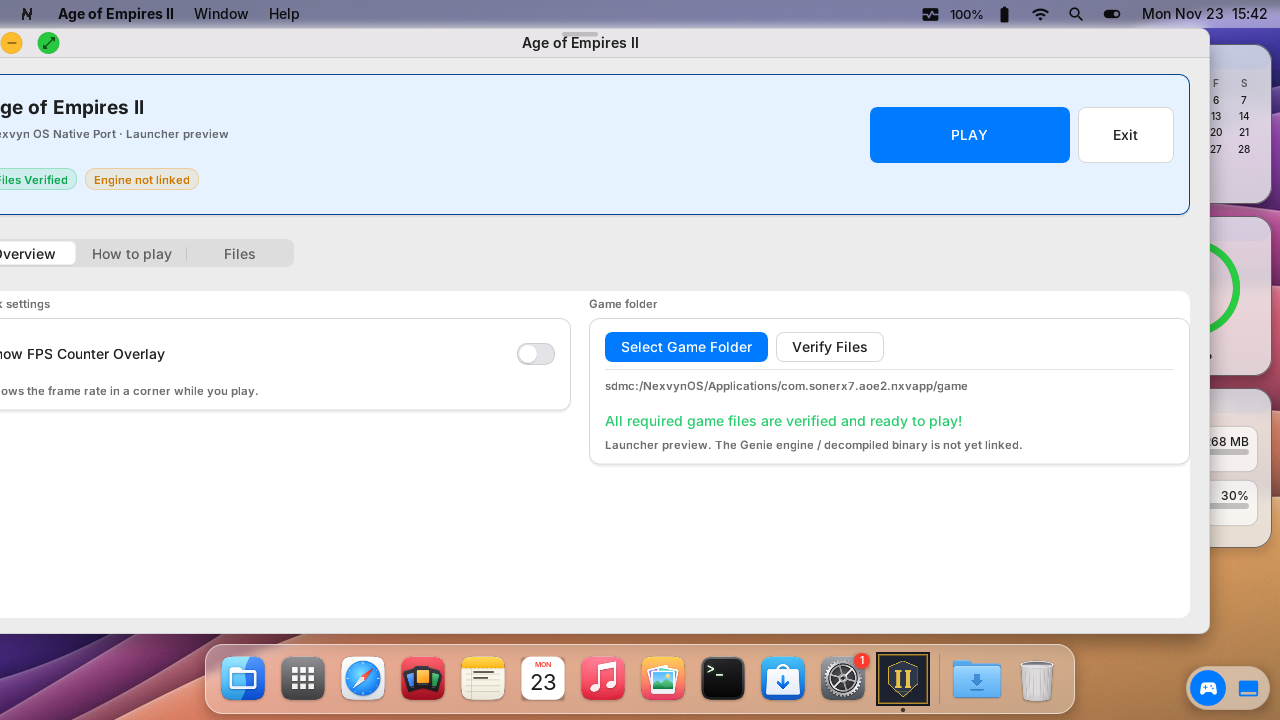 Age of Empires II Window Help 100% Mon Nov 23 15:42
Age of Empires II
ge of Empires II
exvyn OS Native Port · Launcher preview
PLAY
Exit
Files Verified
Engine not linked
Overview
How to play
Files
settings
Game folder
how FPS Counter Overlay
ows the frame rate in a corner while you play.
Select Game Folder
Verify Files
sdmc:/NexvynOS/Applications/com.sonerx7.aoe2.nxvapp/game
All required game files are verified and ready to play!
Launcher preview. The Genie engine / decompiled binary is not yet linked.
F S
6 7
13 14
20 21
27 28
68 MB
30%
MON
23
>_
1
II